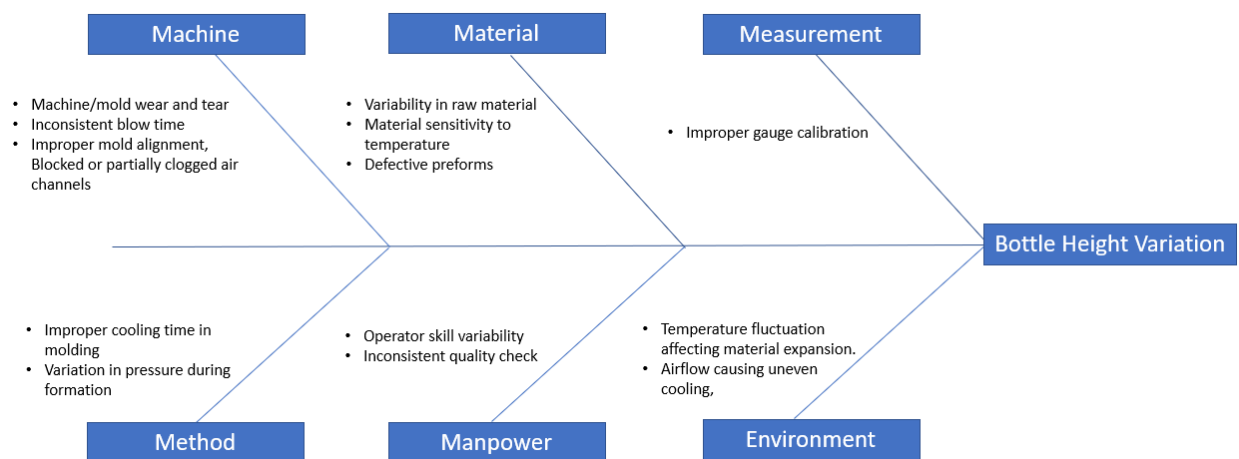 Machine
Material
Measurement
• Machine/mold wear and tear
• Inconsistent blow time
• Improper mold alignment,
Blocked or partially clogged air
channels
• Variability in raw material
• Material sensitivity to
temperature
• Defective preforms
• Improper gauge calibration
Bottle Height Variation
• Improper cooling time in
molding
• Variation in pressure during
formation
• Operator skill variability
• Inconsistent quality check
• Temperature fluctuation
affecting material expansion.
• Airflow causing uneven
cooling,
Method
Manpower
Environment